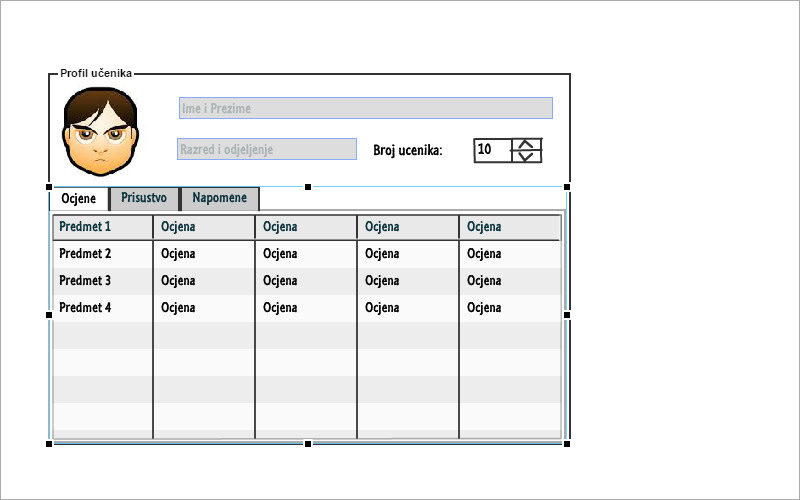 Profil učenika
Ime i Prezime
Razred i odjeljenje Broj ucenika: 10
Ocjene Prisustvo Napomene
Predmet 1 Ocjena Ocjena Ocjena Ocjena
Predmet 2 Ocjena Ocjena Ocjena Ocjena
Predmet 3 Ocjena Ocjena Ocjena Ocjena
Predmet 4 Ocjena Ocjena Ocjena Ocjena